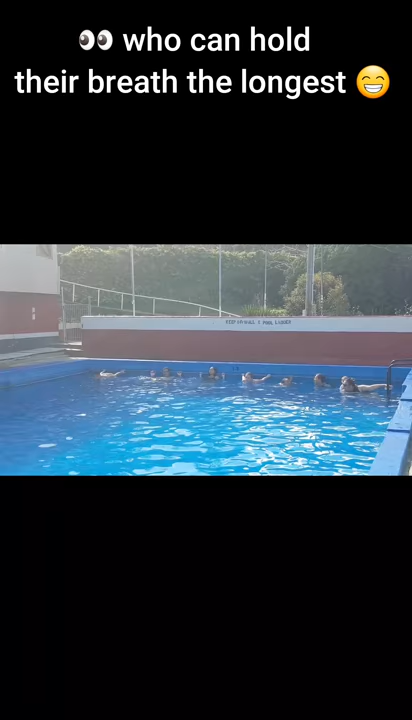 👀 who can hold
their breath the longest 😁